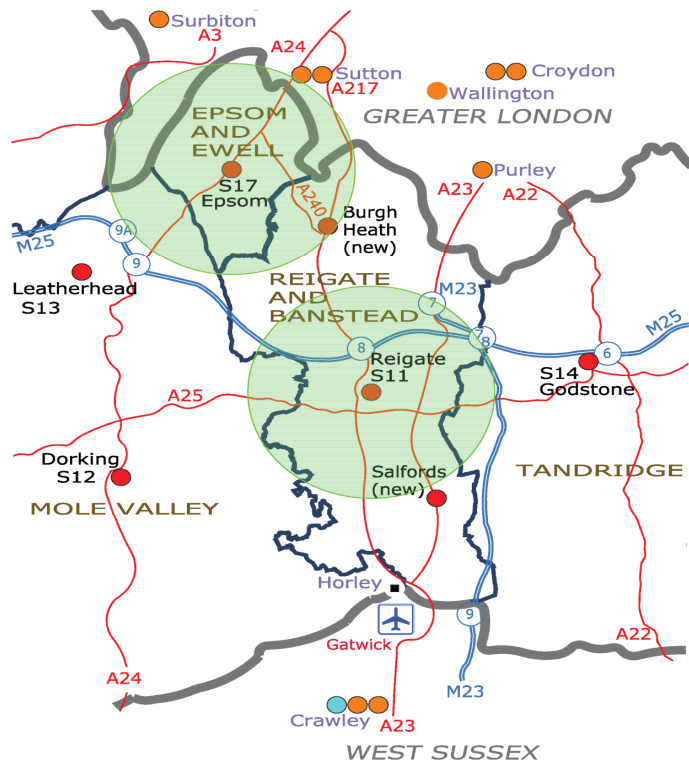 Surbiton
A3
A24
Sutton
A217
Croydon
Wallington
GREATER LONDON
EPSOM
AND
EWELL
S17
Epsom
A240
Burgh
Heath
(new)
Purley
A23
A22
M25
9A
9
Leatherhead
S13
REIGATE
AND
BANSTEAD
M23
7
7
8
M25
8
6
Reigate
S11
S14
Godstone
A25
Dorking
S12
Salfords
(new)
TANDRIDGE
MOLE VALLEY
Horley
9
Gatwick
A22
A24
M23
Crawley
A23
WEST SUSSEX